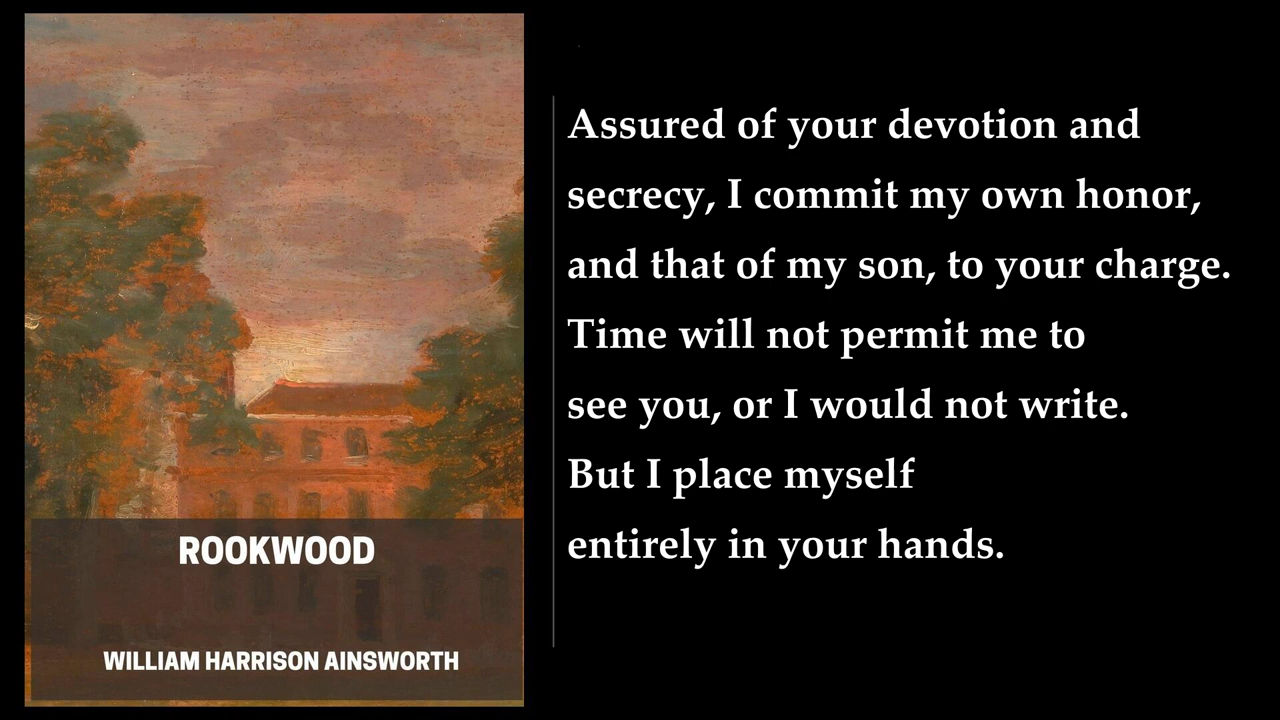 ROOKWOOD
WILLIAM HARRISON AINSWORTH
Assured of your devotion and
secrecy, I commit my own honor,
and that of my son, to your charge.
Time will not permit me to
see you, or I would not write.
But I place myself
entirely in your hands.